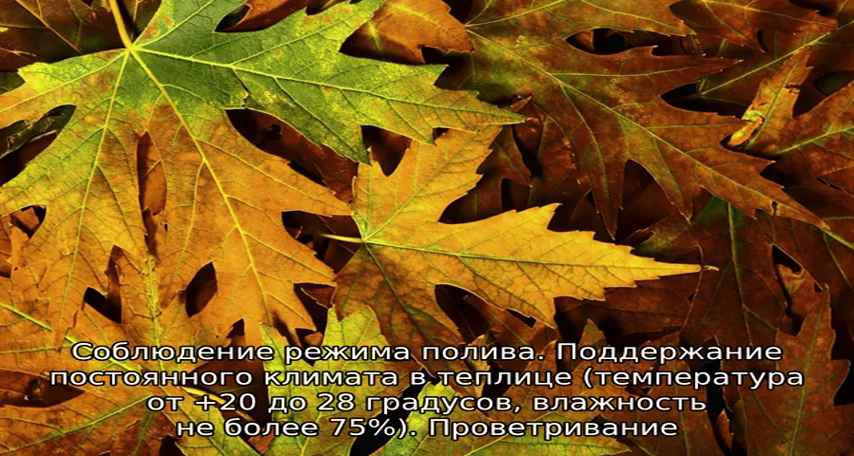 Соблюдение режима полива. Поддержание
постоянного климата в теплице (температура
от +20 до 28 градусов, влажность
не более 75%). Проветривание